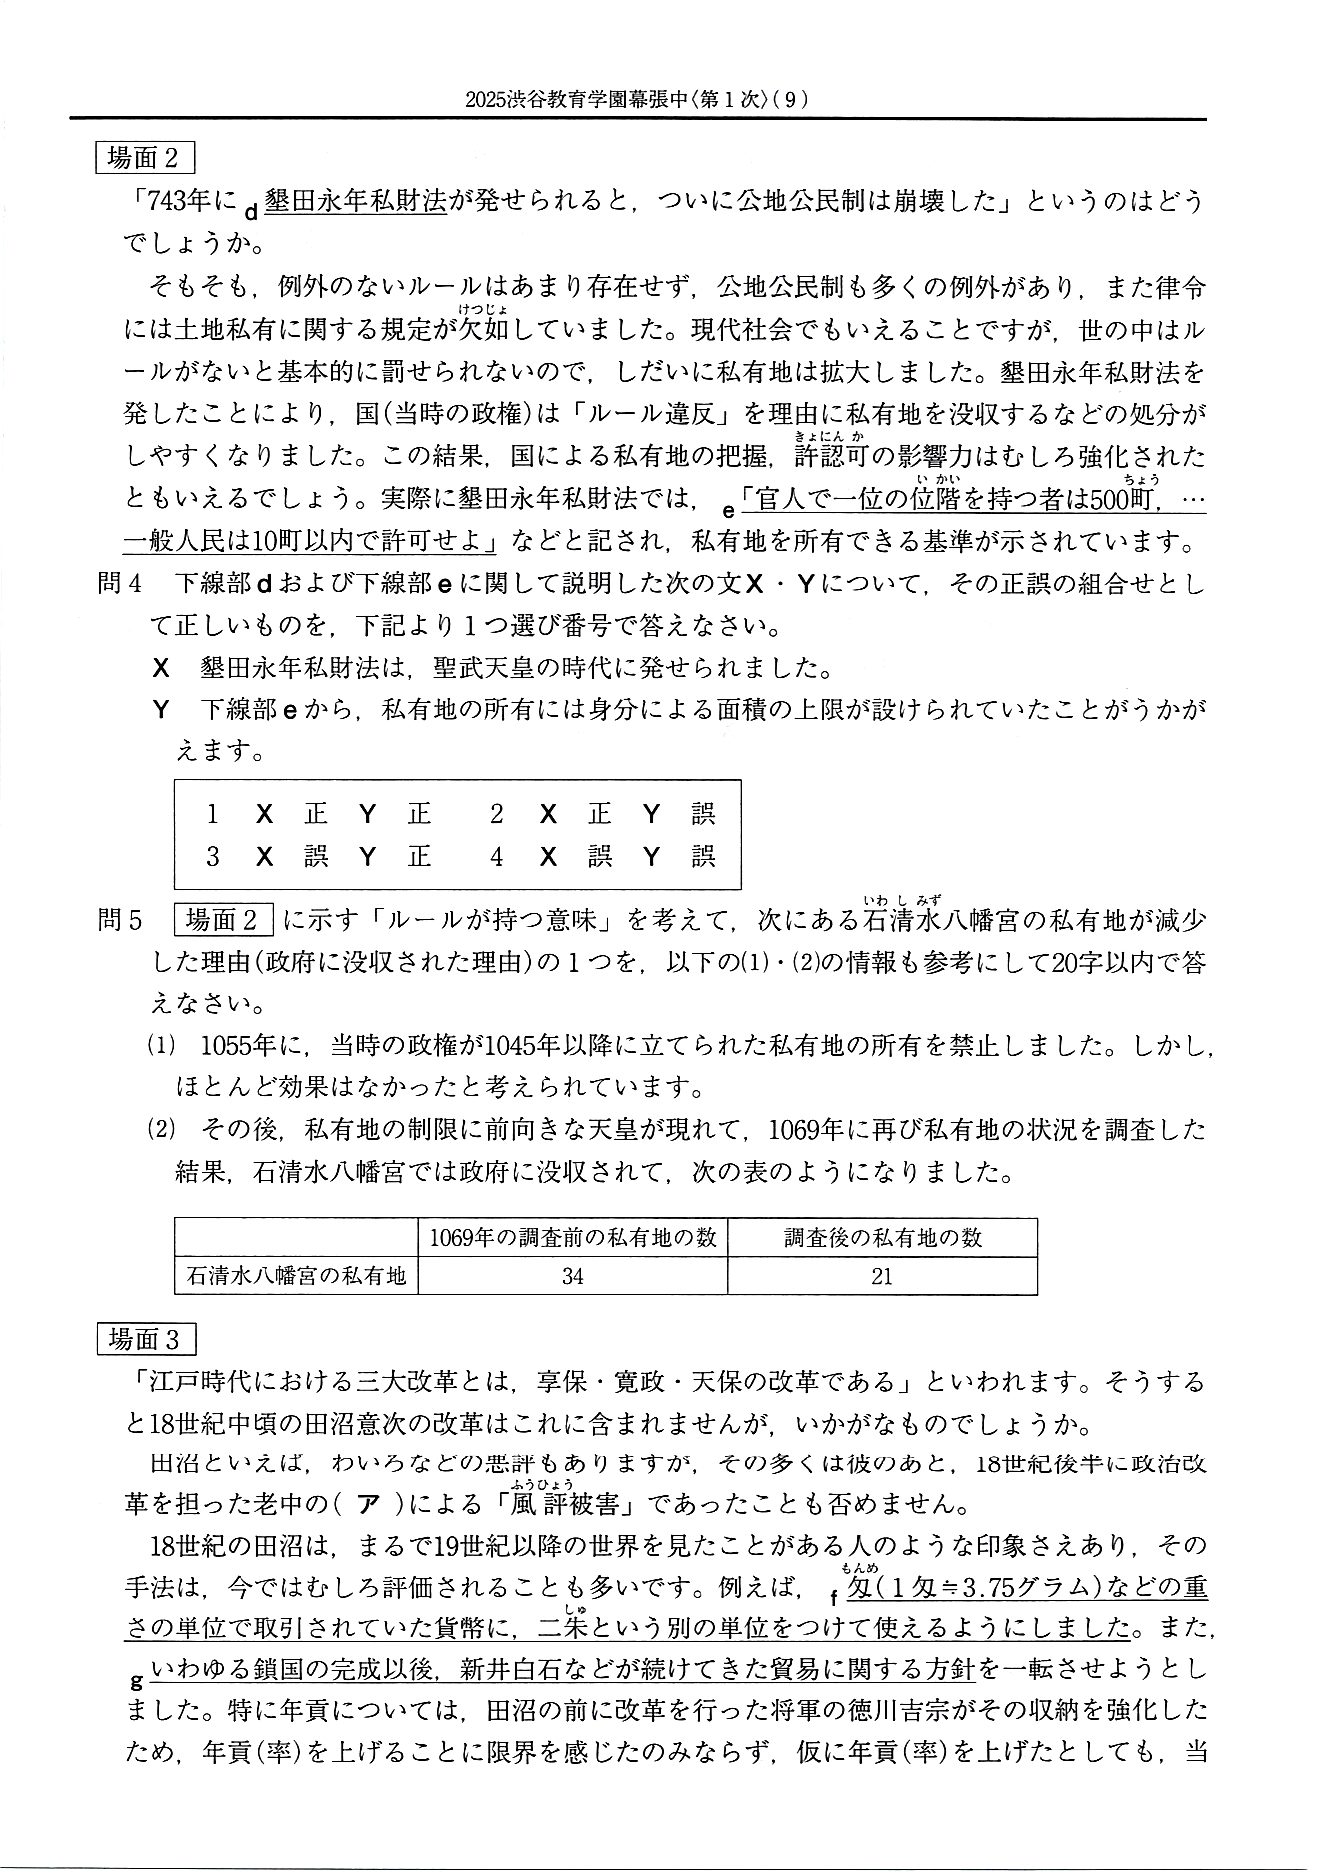 2025渋谷教育学園幕張中〈第1次〉(9)
場面2
「743年にd墾田永年私財法が発せられると，ついに公地公民制は崩壊した」というのはどう
でしょうか。
そもそも，例外のないルールはあまり存在せず，公地公民制も多くの例外があり，また律令
けつじょ
には土地私有に関する規定が欠如していました。現代社会でもいえることですが，世の中はル
ールがないと基本的に罰せられないので，しだいに私有地は拡大しました。墾田永年私財法を
発したことにより，国(当時の政権)は「ルール違反」を理由に私有地を没収するなどの処分が
きょにんか
しやすくなりました。この結果，国による私有地の把握，許認可の影響力はむしろ強化された
いかい ちょう
ともいえるでしょう。実際に墾田永年私財法では，e「官人で一位の位階を持つ者は500町，…
一般人民は10町以内で許可せよ」などと記され，私有地を所有できる基準が示されています。
問4 下線部dおよび下線部eに関して説明した次の文X・Yについて，その正誤の組合せとし
て正しいものを，下記より1つ選び番号で答えなさい。
X 墾田永年私財法は，聖武天皇の時代に発せられました。
Y 下線部eから，私有地の所有には身分による面積の上限が設けられていたことがうかが
えます。
1 X 正 Y 正 2 X 正 Y 誤
3 X 誤 Y 正 4 X 誤 Y 誤
いわしみず
問5 場面2に示す「ルールが持つ意味」を考えて，次にある石清水八幡宮の私有地が減少
した理由(政府に没収された理由)の1つを，以下の(1)・(2)の情報も参考にして20字以内で答
えなさい。
(1) 1055年に，当時の政権が1045年以降に立てられた私有地の所有を禁止しました。しかし，
ほとんど効果はなかったと考えられています。
(2) その後，私有地の制限に前向きな天皇が現れて，1069年に再び私有地の状況を調査した
結果，石清水八幡宮では政府に没収されて，次の表のようになりました。
1069年の調査前の私有地の数 調査後の私有地の数
石清水八幡宮の私有地 34 21
場面3
「江戸時代における三大改革とは，享保・寛政・天保の改革である」といわれます。そうする
と18世紀中頃の田沼意次の改革はこれに含まれませんが，いかがなものでしょうか。
田沼といえば，わいろなどの悪評もありますが，その多くは彼のあと，18世紀後半に政治改
ふうひょう
革を担った老中の( ア )による「風評被害」であったことも否めません。
18世紀の田沼は，まるで19世紀以降の世界を見たことがある人のような印象さえあり，その
もんめ
手法は，今ではむしろ評価されることも多いです。例えば，f匁(1匁≒3.75グラム)などの重
しゅ
さの単位で取引されていた貨幣に，二朱という別の単位をつけて使えるようにしました。また，
gいわゆる鎖国の完成以後，新井白石などが続けてきた貿易に関する方針を一転させようとし
ました。特に年貢については，田沼の前に改革を行った将軍の徳川吉宗がその収納を強化した
ため，年貢(率)を上げることに限界を感じたのみならず，仮に年貢(率)を上げたとしても，当